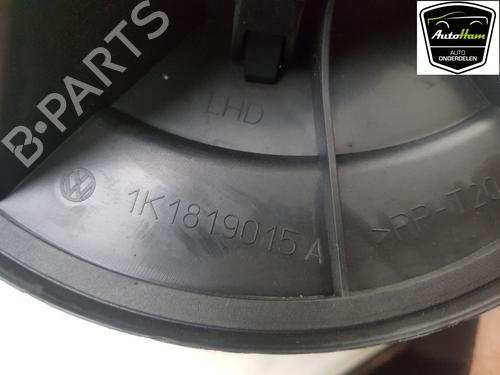 B-PARTS
AutoHam
AUTO
ONDERDELEN
LHD
1K1819015 A
>PP-T20